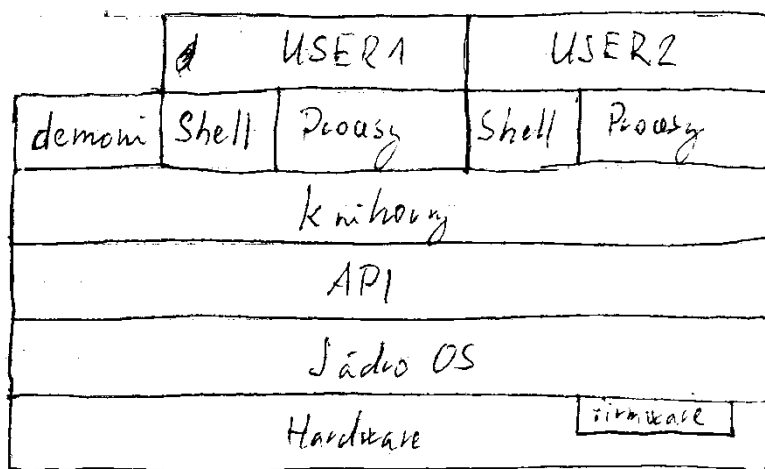 USER1 USER2
demoni Shell Procesy Shell Procesy
knihovny
API
Jádro OS
firmware
Hardware